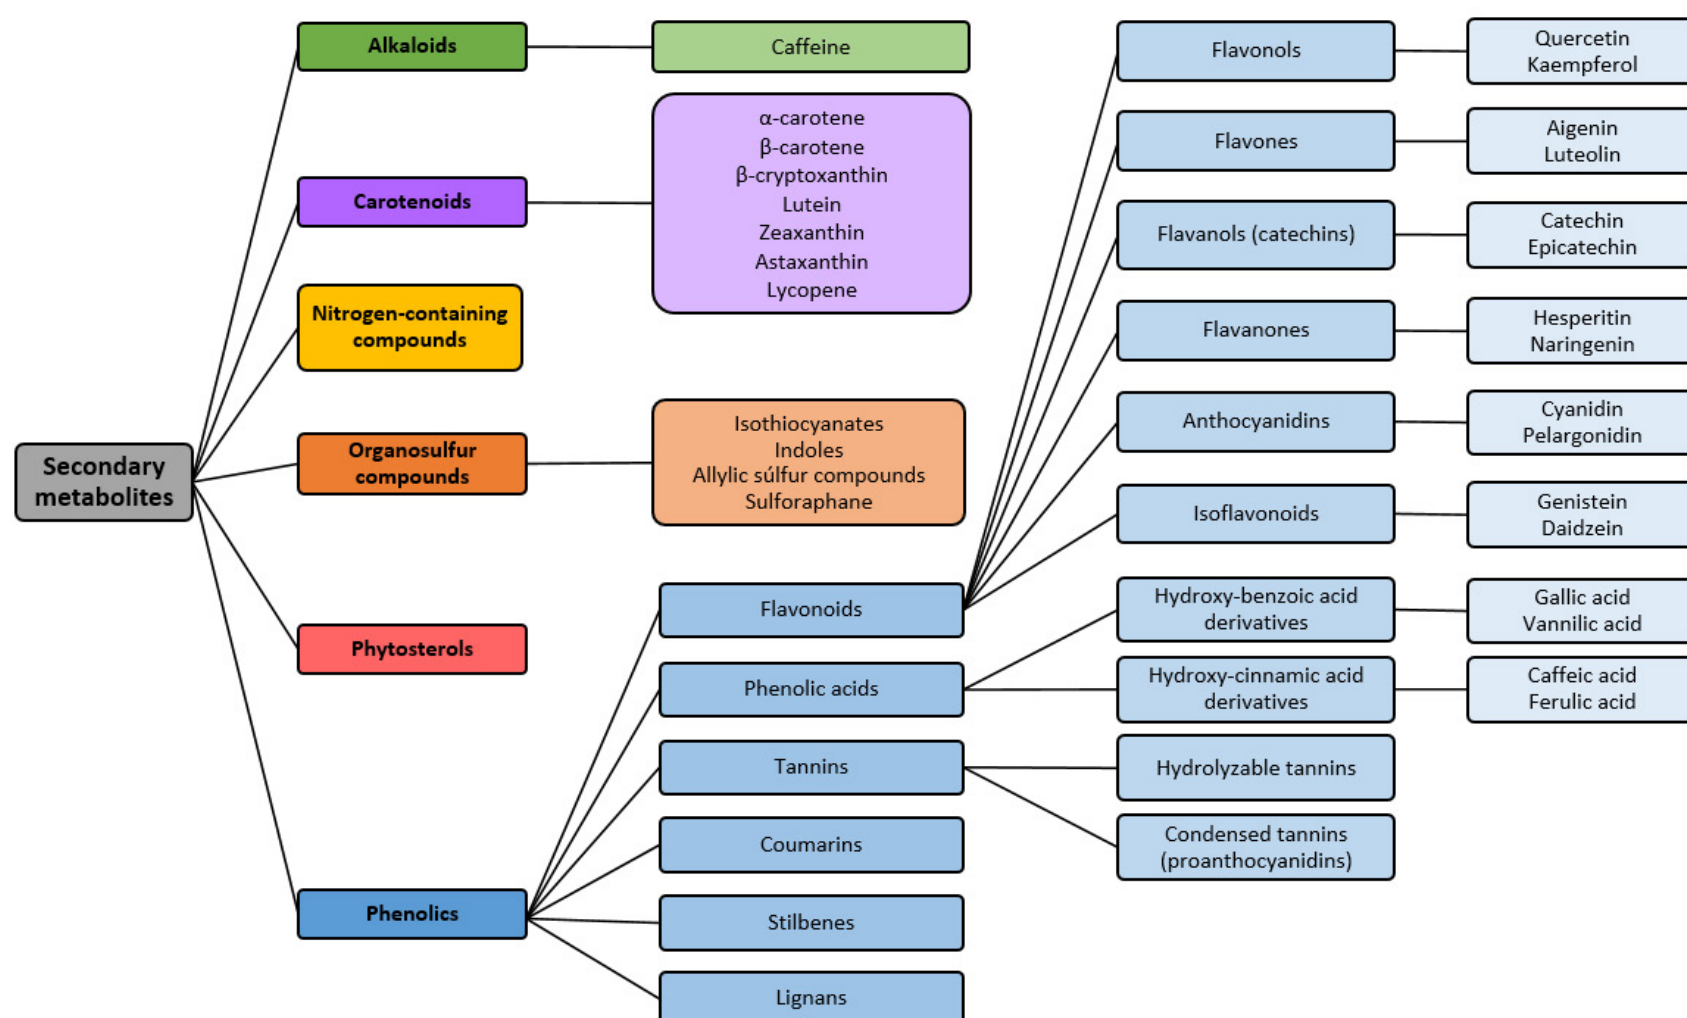 Secondary
metabolites
Alkaloids
Caffeine
Carotenoids
α-carotene
β-carotene
β-cryptoxanthin
Lutein
Zeaxanthin
Astaxanthin
Lycopene
Nitrogen-containing
compounds
Organosulfur
compounds
Isothiocyanates
Indoles
Allylic súlfur compounds
Sulforaphane
Phytosterols
Phenolics
Flavonoids
Flavonols
Quercetin
Kaempferol
Flavones
Aigenin
Luteolin
Flavanols (catechins)
Catechin
Epicatechin
Flavanones
Hesperitin
Naringenin
Anthocyanidins
Cyanidin
Pelargonidin
Isoflavonoids
Genistein
Daidzein
Phenolic acids
Hydroxy-benzoic acid
derivatives
Gallic acid
Vannilic acid
Hydroxy-cinnamic acid
derivatives
Caffeic acid
Ferulic acid
Tannins
Hydrolyzable tannins
Condensed tannins
(proanthocyanidins)
Coumarins
Stilbenes
Lignans